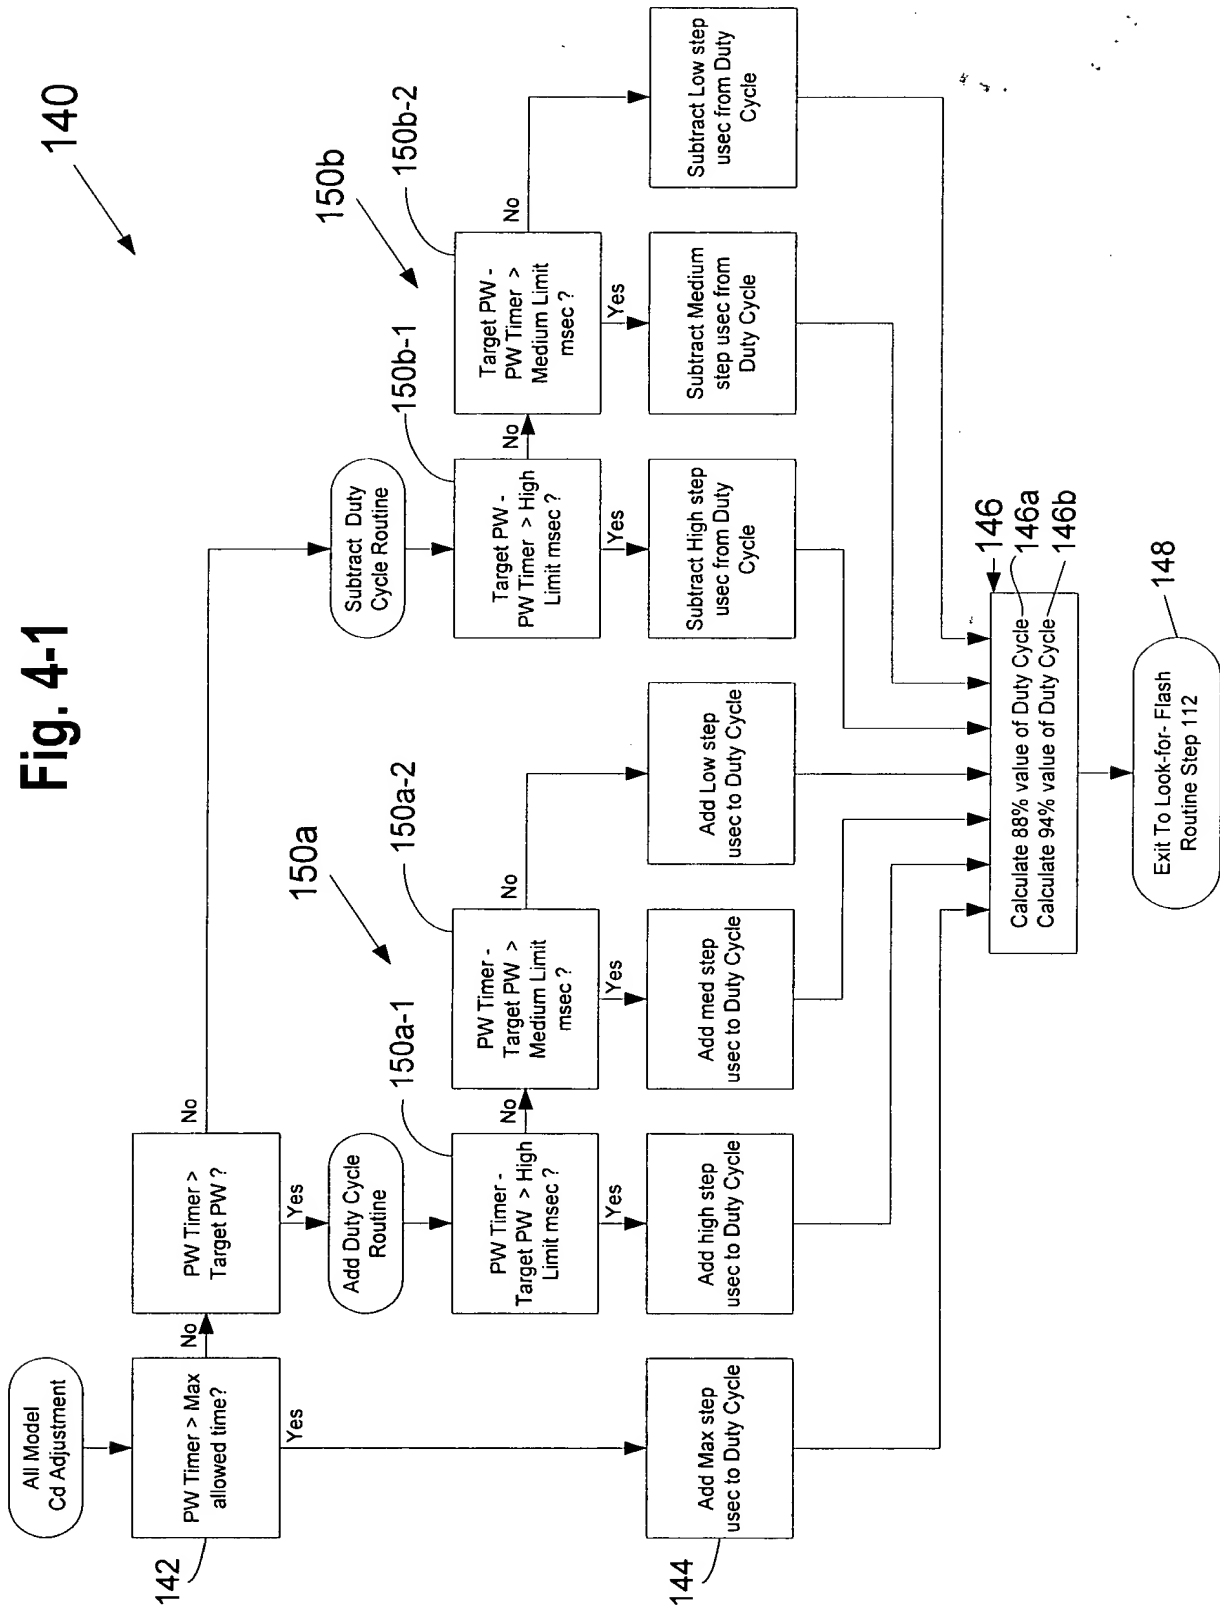 Fig. 4-1
140
All Model
Cd Adjustment
142
PW Timer > Max
allowed time?
No
Yes
PW Timer >
Target PW ?
No
Yes
Add Duty Cycle
Routine
Subtract Duty
Cycle Routine
150a
150a-1
150a-2
PW Timer -
Target PW > High
Limit msec ?
No
Yes
PW Timer -
Target PW >
Medium Limit
msec ?
No
Yes
150b
150b-1
150b-2
Target PW -
PW Timer > High
Limit msec ?
No
Yes
Target PW -
PW Timer >
Medium Limit
msec ?
No
Yes
144
Add Max step
usec to Duty Cycle
Add high step
usec to Duty Cycle
Add med step
usec to Duty Cycle
Add Low step
usec to Duty Cycle
Subtract High step
usec from Duty
Cycle
Subtract Medium
step usec from
Duty Cycle
Subtract Low step
usec from Duty
Cycle
146
Calculate 88% value of Duty Cycle 146a
Calculate 94% value of Duty Cycle 146b
Exit To Look-for- Flash
Routine Step 112
148